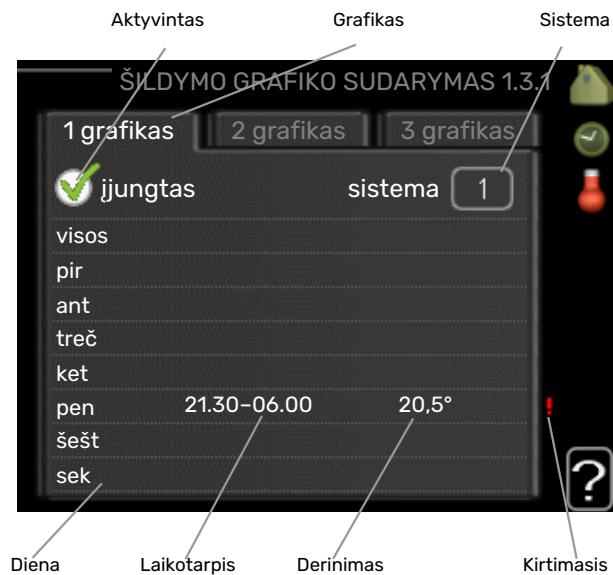 Aktyvintas Grafikas Sistema
ŠILDYMO GRAFIKO SUDARYMAS 1.3.1
1 grafikas 2 grafikas 3 grafikas
įjungtas sistema 1
visos
pir
ant
treč
ket
pen 21.30–06.00 20,5° !
šešt
sek
?
Diena Laikotarpis Derinimas Kirtimasis